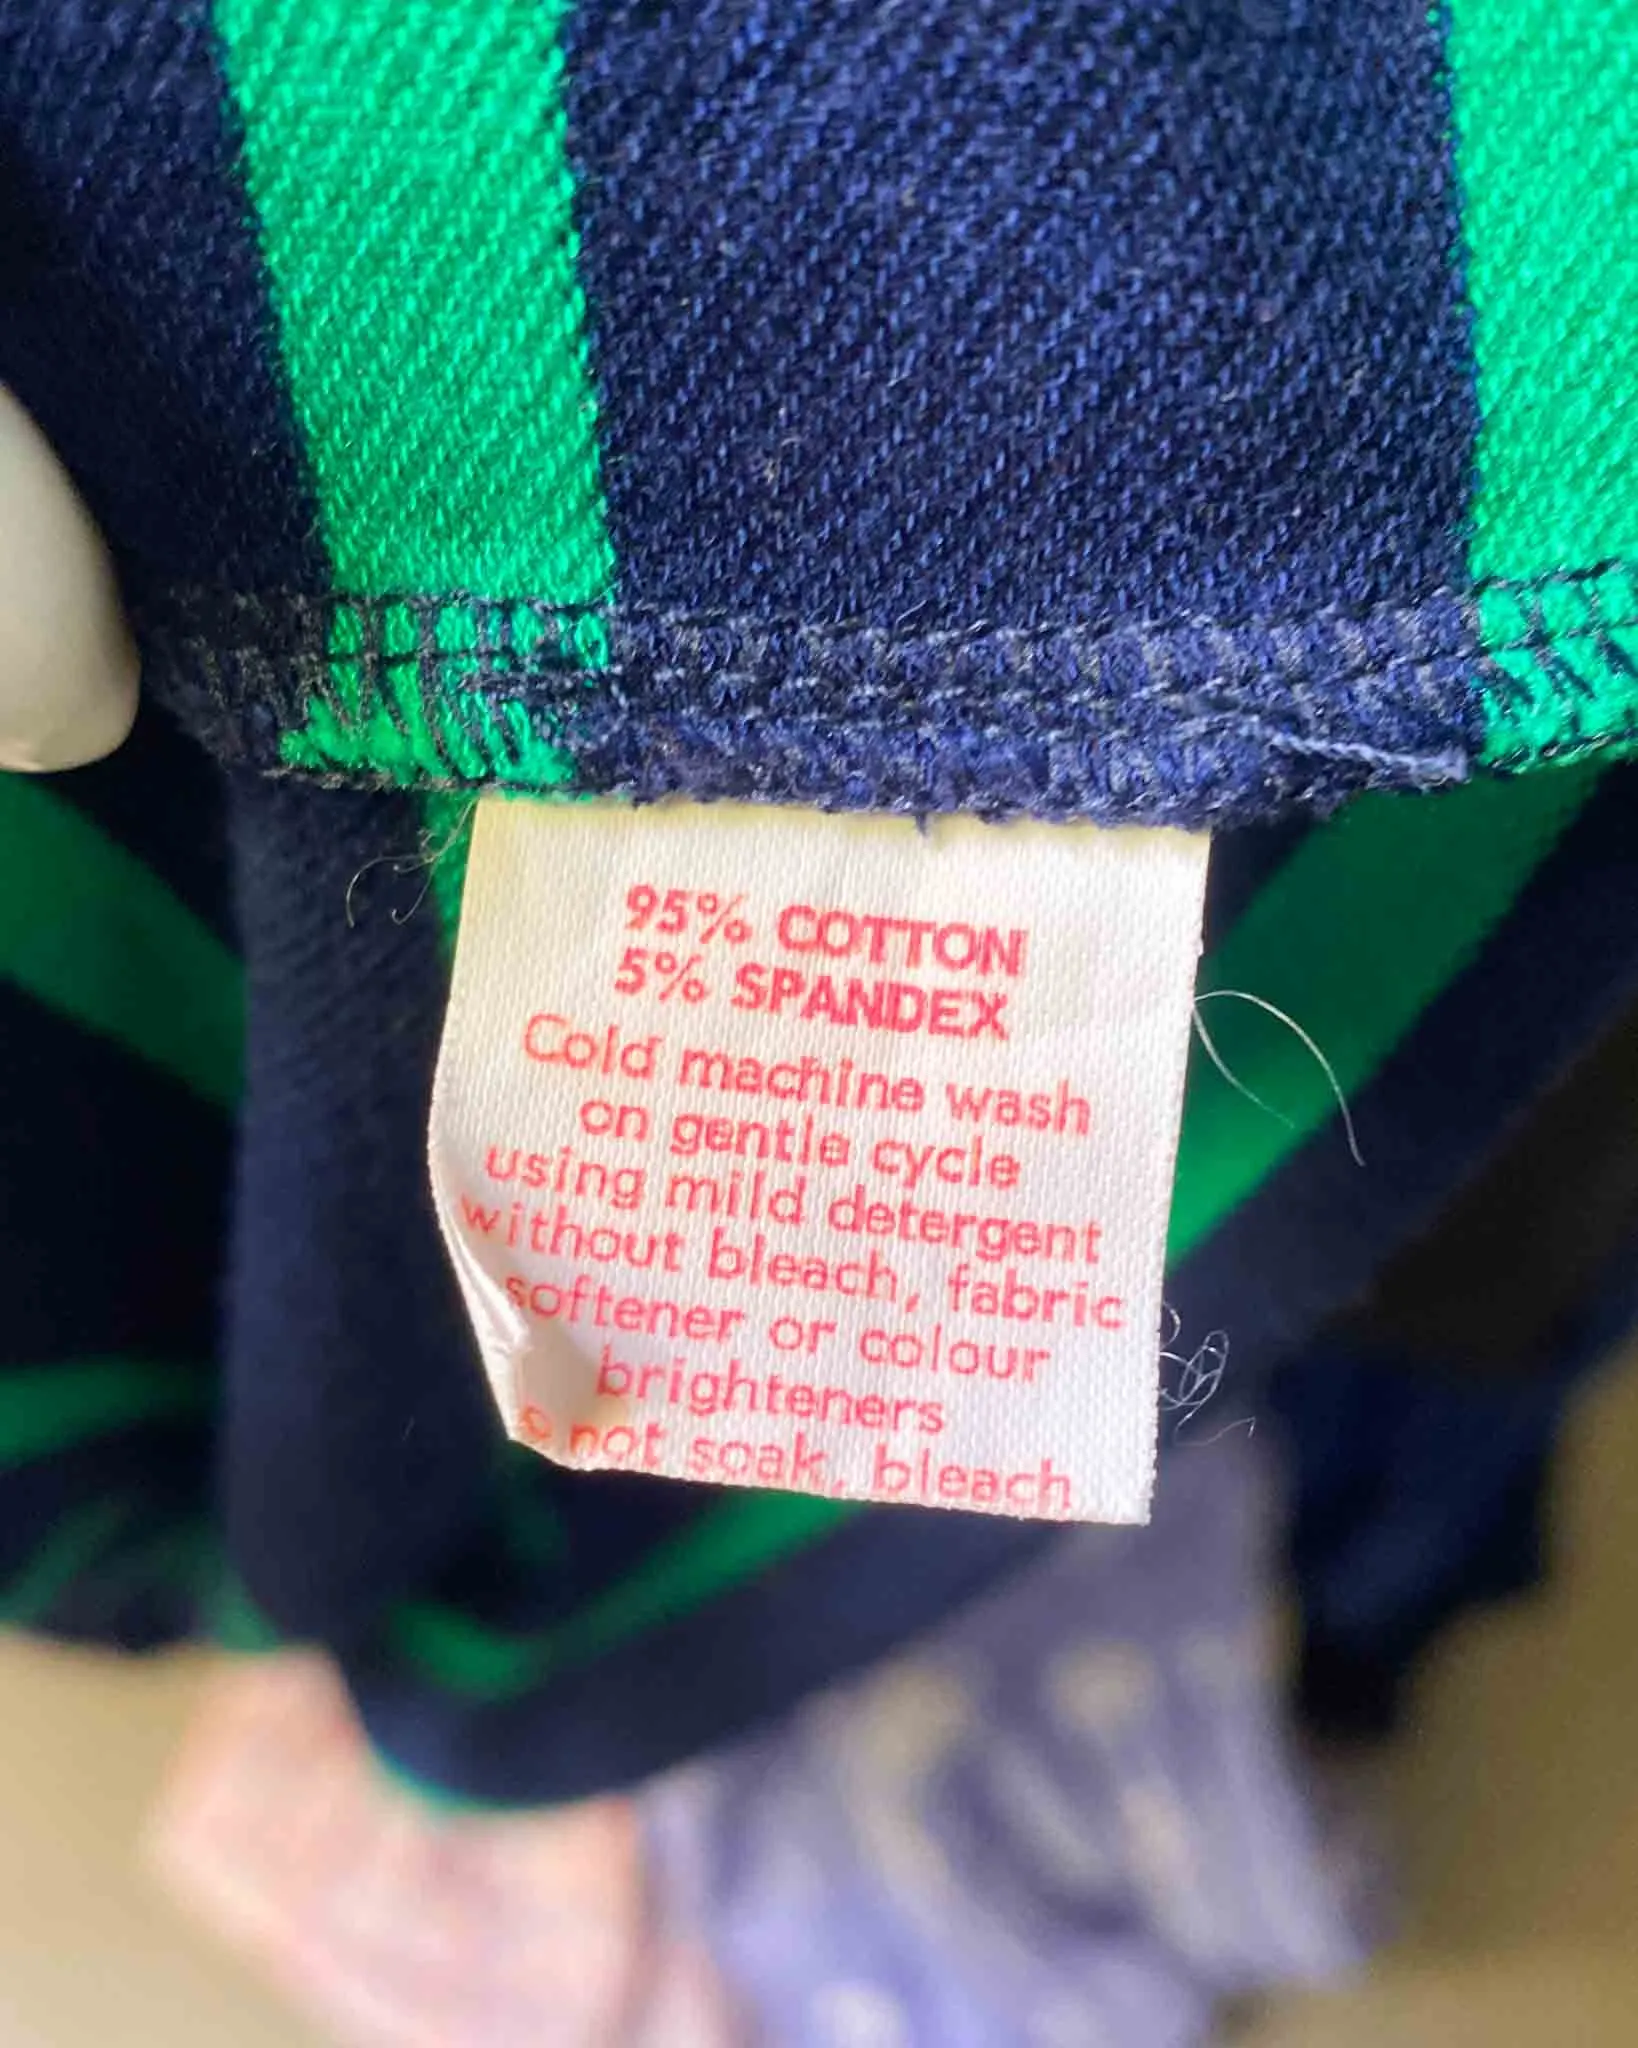 95% COTTON
5% SPANDEX
Cold machine wash
on gentle cycle
using mild detergent
without bleach, fabric
softener or colour
brighteners
o not soak, bleach